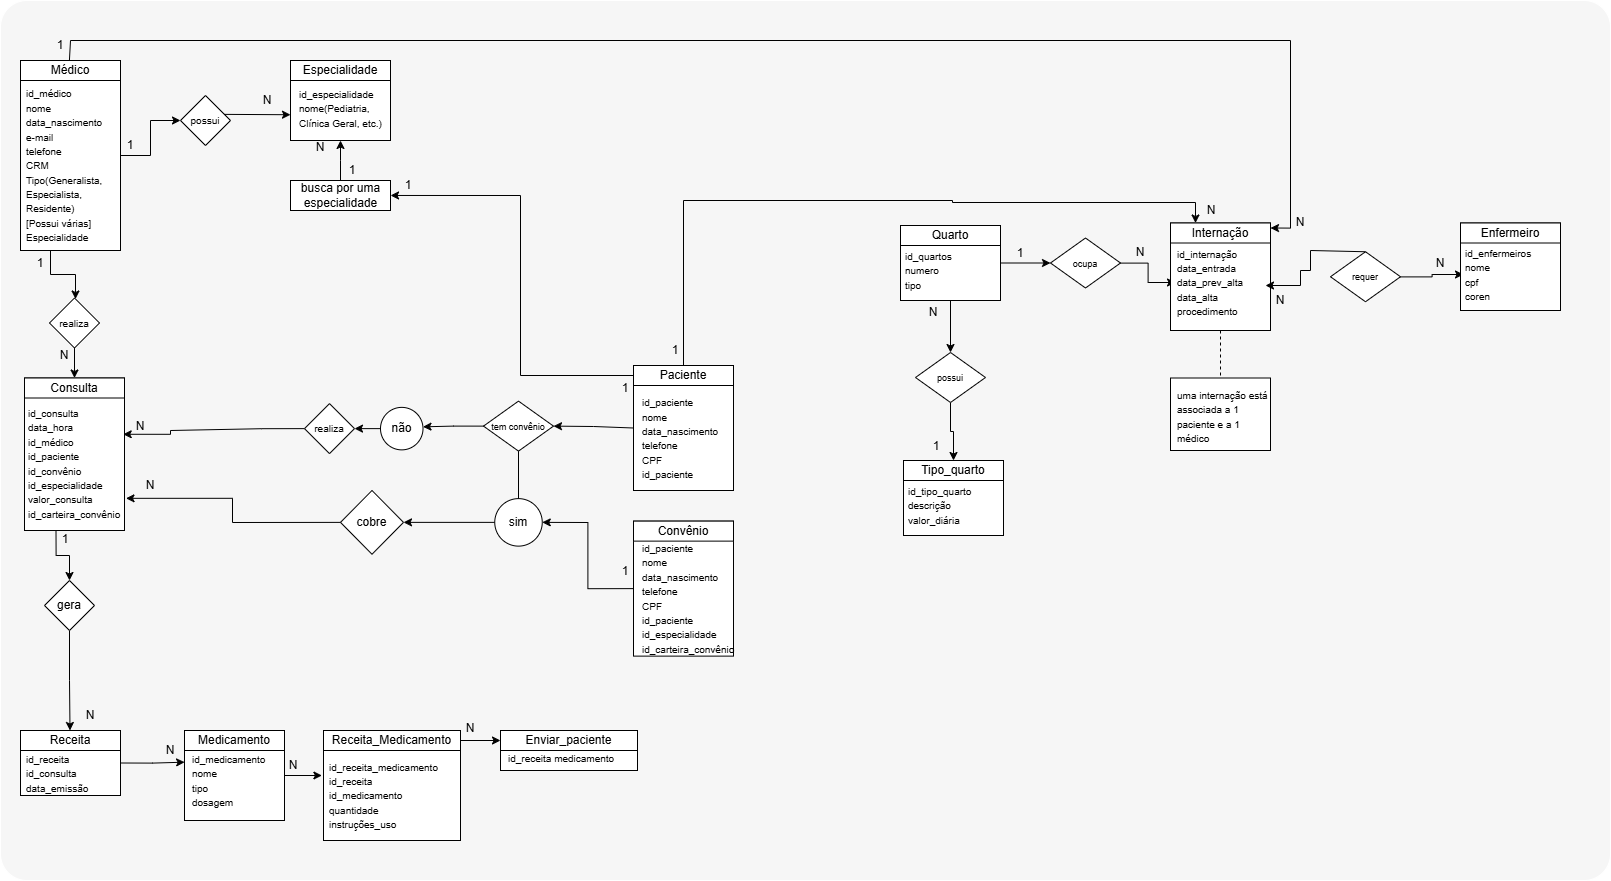 1
Médico
id_médico
nome
data_nascimento
e-mail
telefone
CRM
Tipo(Generalista,
Especialista,
Residente)
[Possui várias]
Especialidade
1
possui
N
Especialidade
id_especialidade
nome(Pediatria,
Clínica Geral, etc.)
N
1
busca por uma
especialidade
1
1
realiza
N
Consulta
id_consulta
data_hora
id_médico
id_paciente
id_convênio
id_especialidade
valor_consulta
id_carteira_convênio
N
realiza
não
tem convênio
1
1
Paciente
id_paciente
nome
data_nascimento
telefone
CPF
id_paciente
N
cobre
sim
1
Convênio
id_paciente
nome
data_nascimento
telefone
CPF
id_paciente
id_especialidade
id_carteira_convênio
1
gera
N
Receita
id_receita
id_consulta
data_emissão
N
Medicamento
id_medicamento
nome
tipo
dosagem
N
Receita_Medicamento
id_receita_medicamento
id_receita
id_medicamento
quantidade
instruções_uso
N
Enviar_paciente
id_receita medicamento
Quarto
id_quartos
numero
tipo
1
ocupa
N
N
possui
1
Tipo_quarto
id_tipo_quarto
descrição
valor_diária
N
N
Internação
id_internação
data_entrada
data_prev_alta
data_alta
procedimento
N
requer
N
Enfermeiro
id_enfermeiros
nome
cpf
coren
uma internação está
associada a 1
paciente e a 1
médico